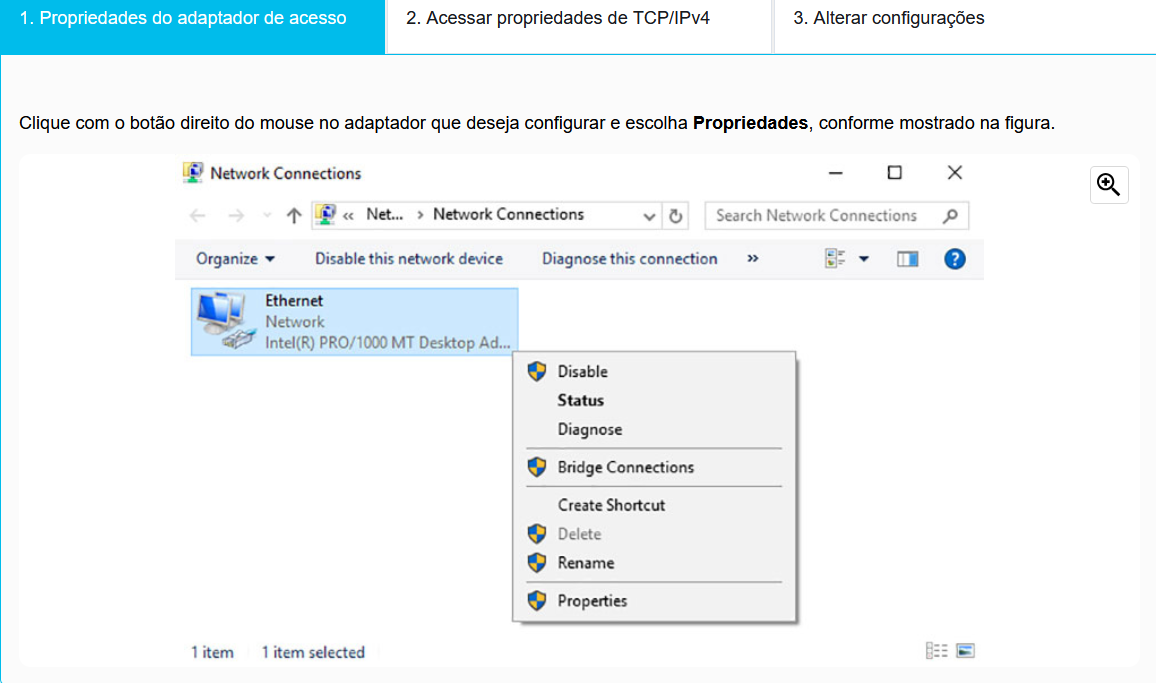 1. Propriedades do adaptador de acesso
2. Acessar propriedades de TCP/IPv4
3. Alterar configurações
Clique com o botão direito do mouse no adaptador que deseja configurar e escolha Propriedades, conforme mostrado na figura.
Network Connections
« Net... › Network Connections
Search Network Connections
Organize
Disable this network device
Diagnose this connection
»
?
Ethernet
Network
Intel(R) PRO/1000 MT Desktop Ad...
Disable
Status
Diagnose
Bridge Connections
Create Shortcut
Delete
Rename
Properties
1 item
1 item selected